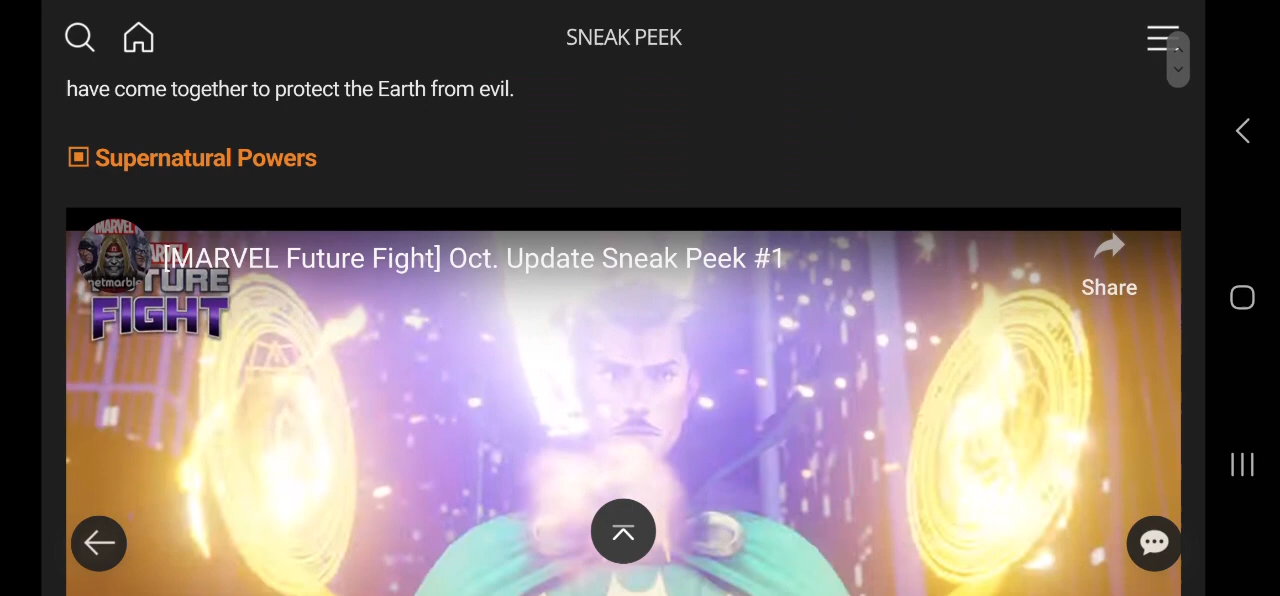 SNEAK PEEK
have come together to protect the Earth from evil.
Supernatural Powers
MARVEL
[MARVEL Future Fight] Oct. Update Sneak Peek #1
netmarble
FIGHT
Share